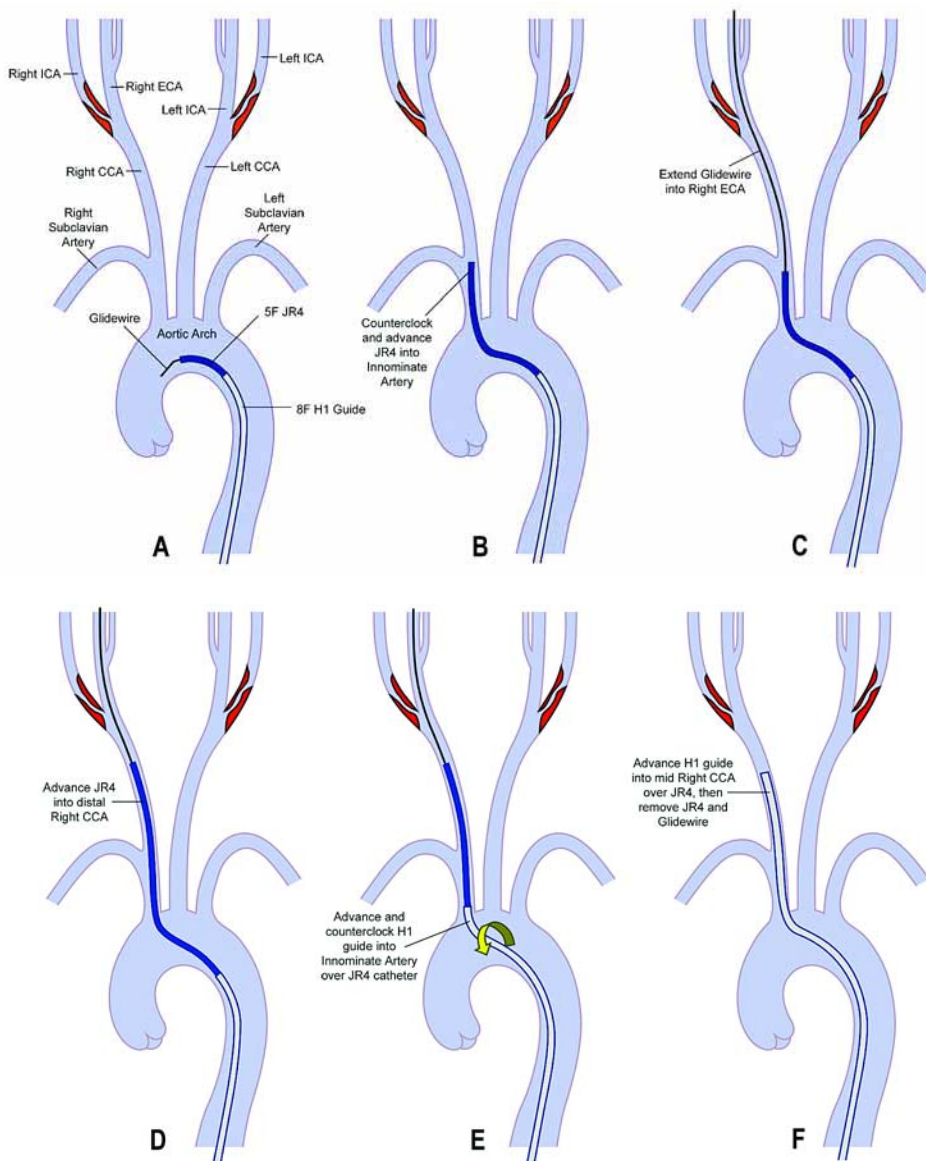 Right ICA
Left ICA
Right ECA
Left ICA
Right CCA
Left CCA
Right
Subclavian
Artery
Left
Subclavian
Artery
Glidewire
Aortic Arch
5F JR4
8F H1 Guide
A
Counterclock
and advance
JR4 into
Innominate
Artery
B
Extend Glidewire
into Right ECA
C
Advance JR4
into distal
Right CCA
D
Advance and
counterclock H1
guide into
Innominate Artery
over JR4 catheter
E
Advance H1 guide
into mid Right CCA
over JR4, then
remove JR4 and
Glidewire
F